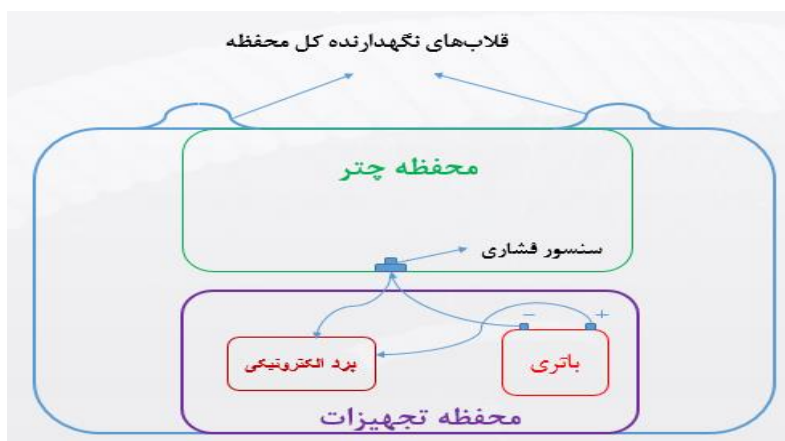 قلاب‌های نگهدارنده کل محفظه
محفظه چتر
سنسور فشاری
− +
برد الکترونیکی
باتری
محفظه تجهیزات